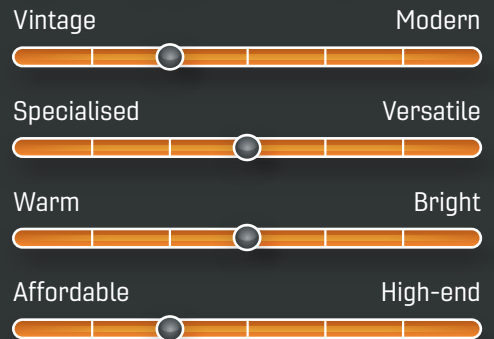 Vintage Modern
Specialised Versatile
Warm Bright
Affordable High-end